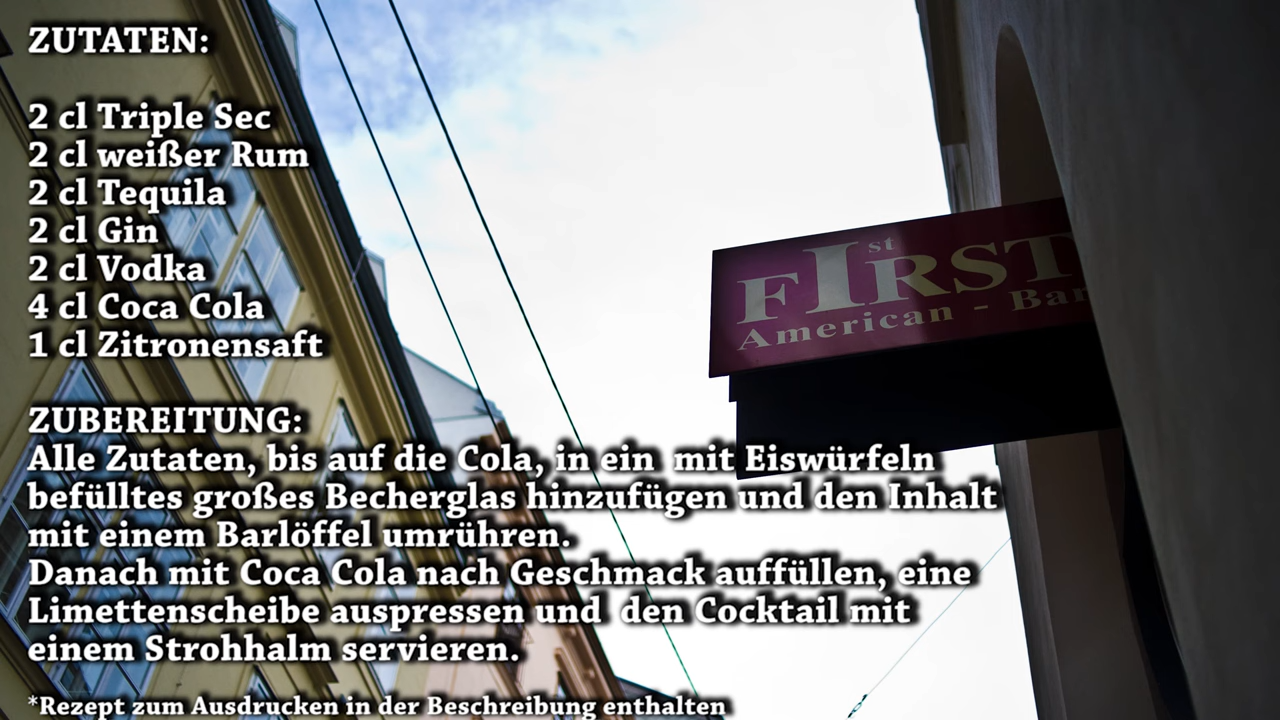 ZUTATEN:
2 cl Triple Sec
2 cl weißer Rum
2 cl Tequila
2 cl Gin
2 cl Vodka
4 cl Coca Cola
1 cl Zitronensaft
ZUBEREITUNG:
Alle Zutaten, bis auf die Cola, in ein mit Eiswürfeln
befülltes großes Becherglas hinzufügen und den Inhalt
mit einem Barlöffel umrühren.
Danach mit Coca Cola nach Geschmack auffüllen, eine
Limettenscheibe auspressen und den Cocktail mit
einem Strohhalm servieren.
*Rezept zum Ausdrucken in der Beschreibung enthalten
st
FIRST
American - Bar